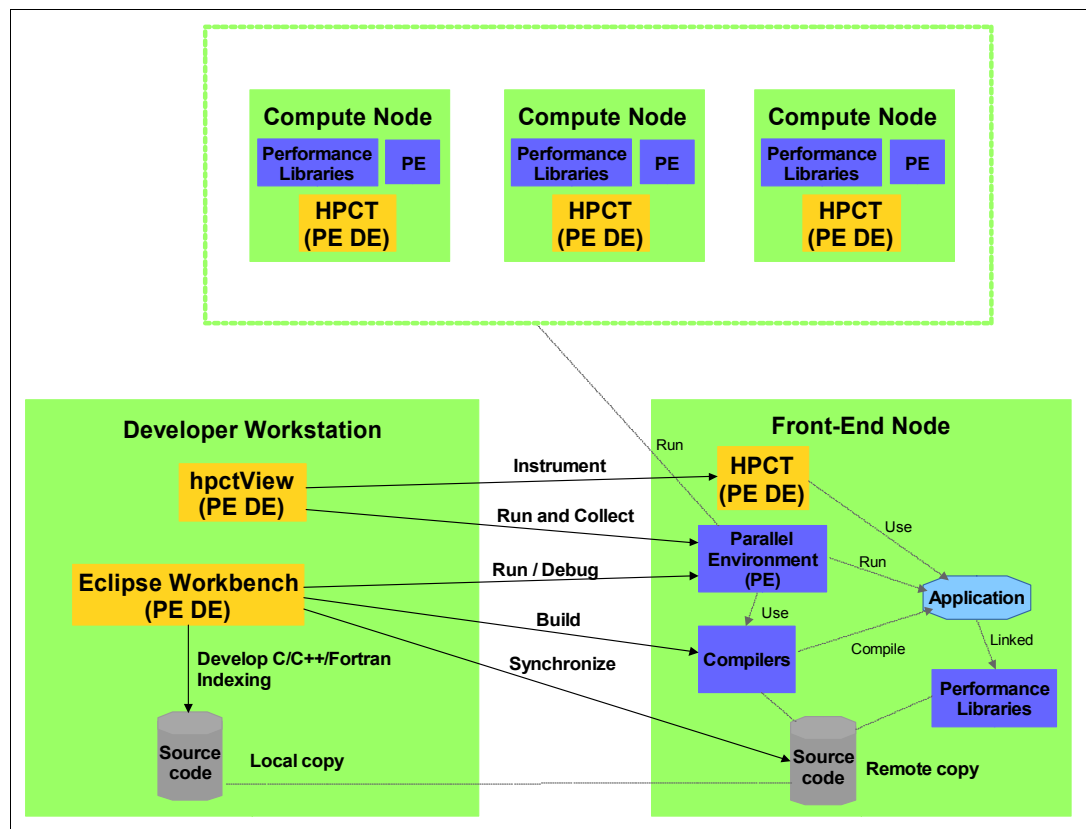 Compute Node
Performance
Libraries
PE
HPCT
(PE DE)
Compute Node
Performance
Libraries
PE
HPCT
(PE DE)
Compute Node
Performance
Libraries
PE
HPCT
(PE DE)
Developer Workstation
hpctView
(PE DE)
Eclipse Workbench
(PE DE)
Develop C/C++/Fortran
Indexing
Source
code
Local copy
Instrument
Run and Collect
Run / Debug
Build
Synchronize
Run
Front-End Node
HPCT
(PE DE)
Use
Parallel
Environment
(PE)
Run
Application
Use
Compilers
Compile
Linked
Performance
Libraries
Source
code
Remote copy